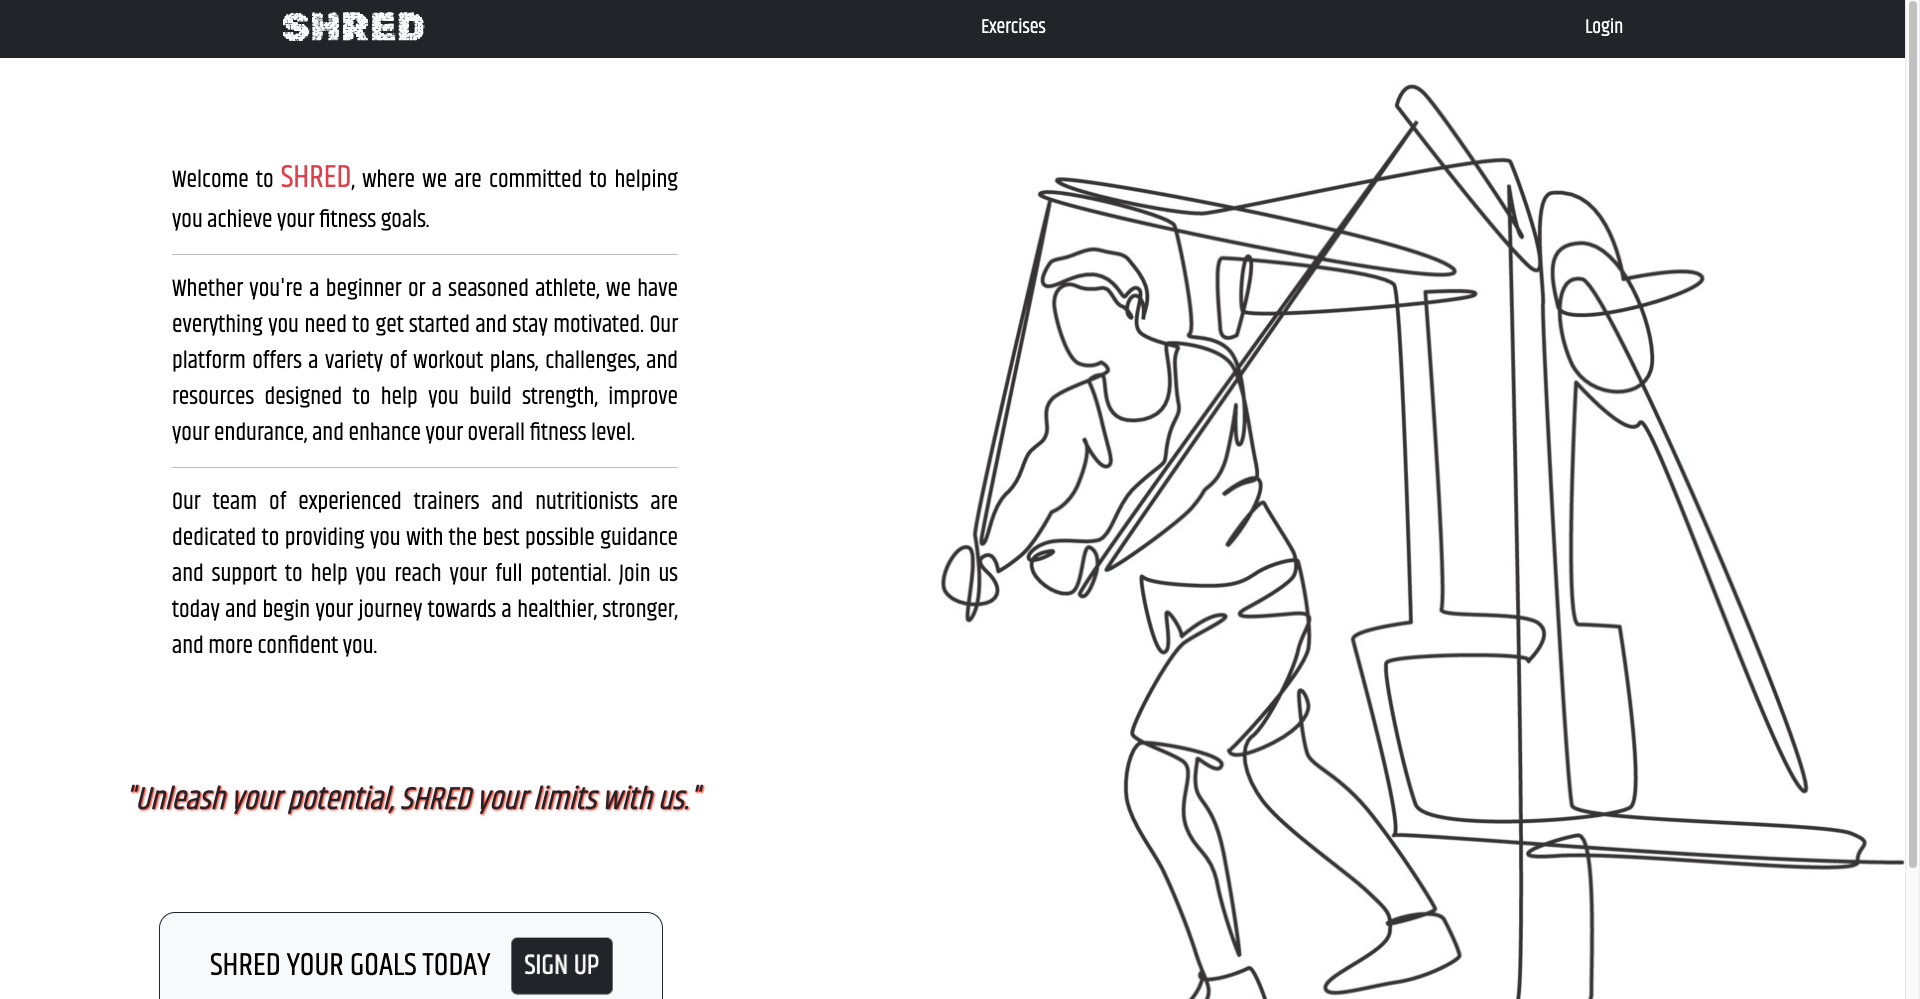 SHRED
Exercises
Login
Welcome to SHRED, where we are committed to helping
you achieve your fitness goals.
Whether you're a beginner or a seasoned athlete, we have
everything you need to get started and stay motivated. Our
platform offers a variety of workout plans, challenges, and
resources designed to help you build strength, improve
your endurance, and enhance your overall fitness level.
Our team of experienced trainers and nutritionists are
dedicated to providing you with the best possible guidance
and support to help you reach your full potential. Join us
today and begin your journey towards a healthier, stronger,
and more confident you.
"Unleash your potential, SHRED your limits with us."
SHRED YOUR GOALS TODAY
SIGN UP